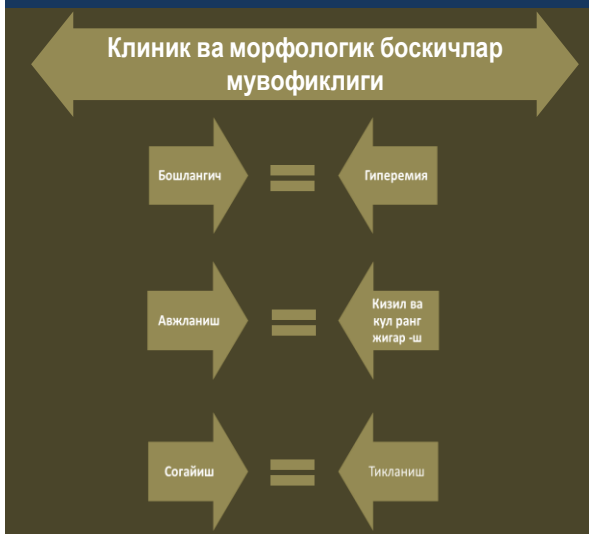 Клиник ва морфологик боскичлар
мувофиклиги
Бошлангич
Гиперемия
Авжланиш
Кизил ва
кул ранг
жигар -ш
Согайиш
Тикланиш